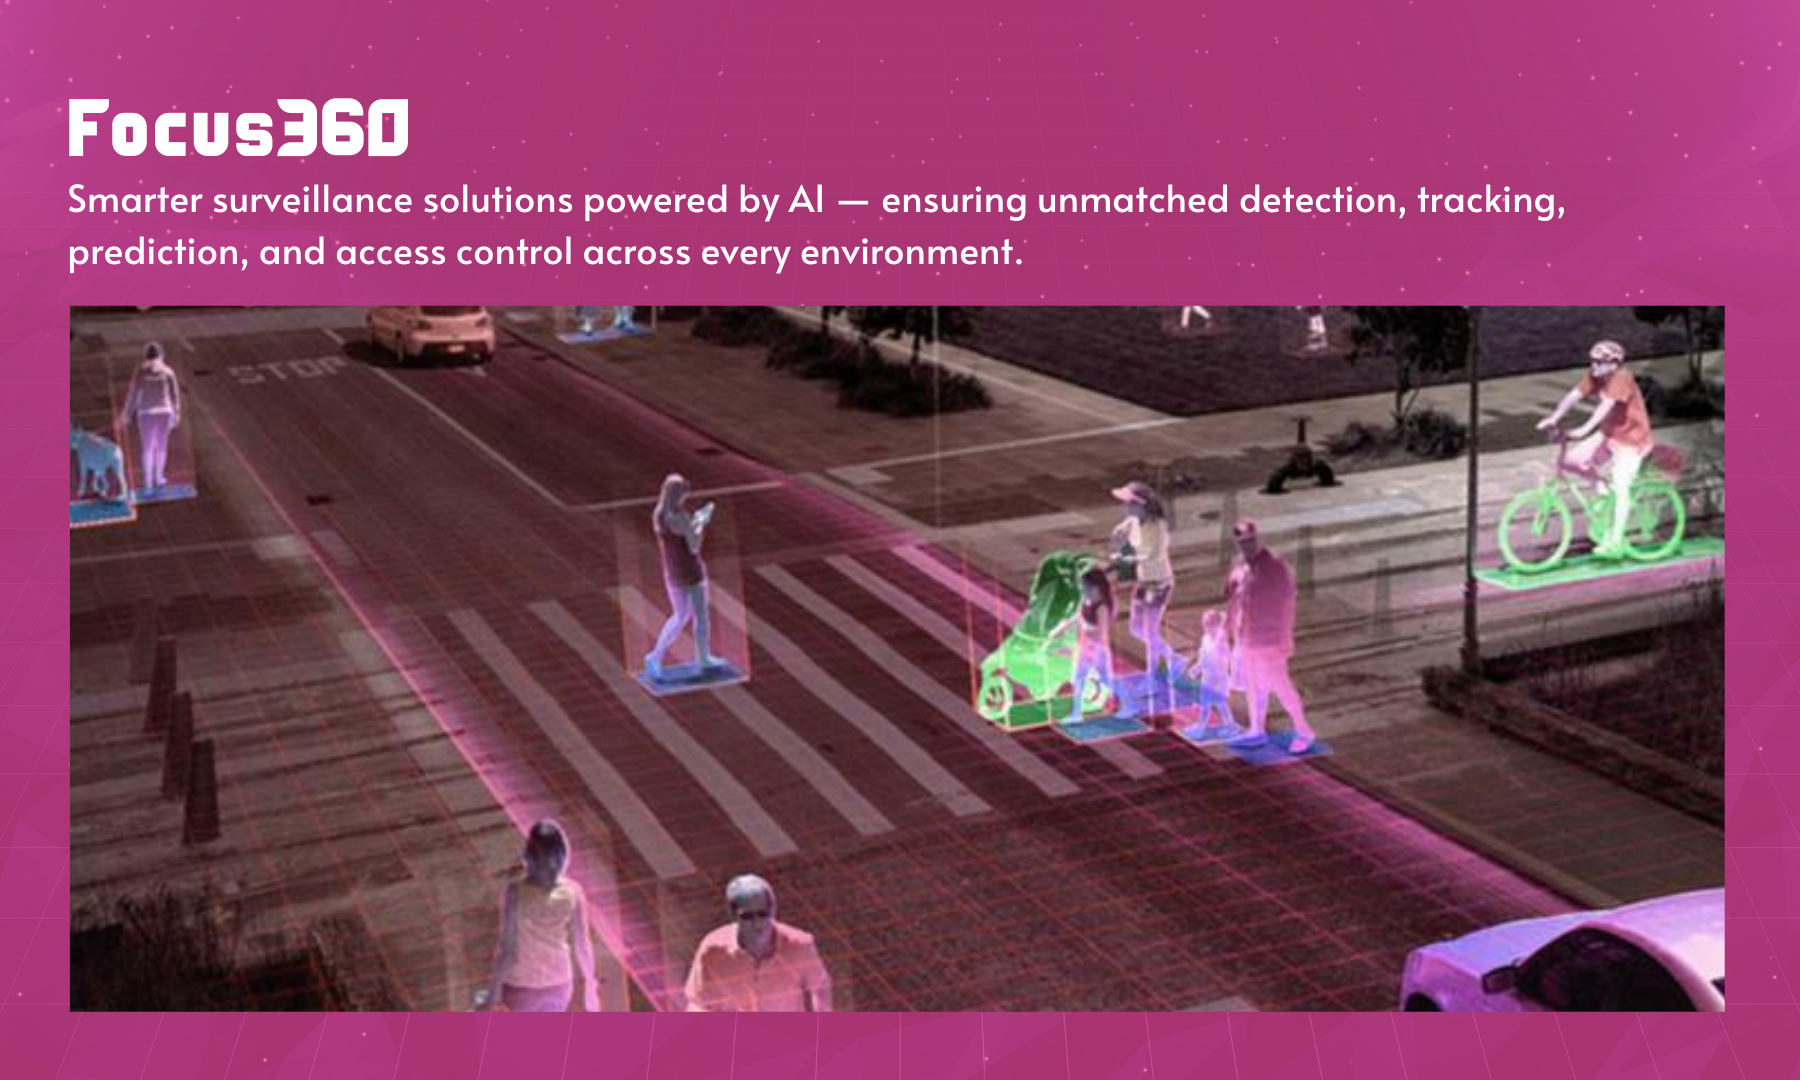 Focus360
Smarter surveillance solutions powered by AI — ensuring unmatched detection, tracking,
prediction, and access control across every environment.
STOP